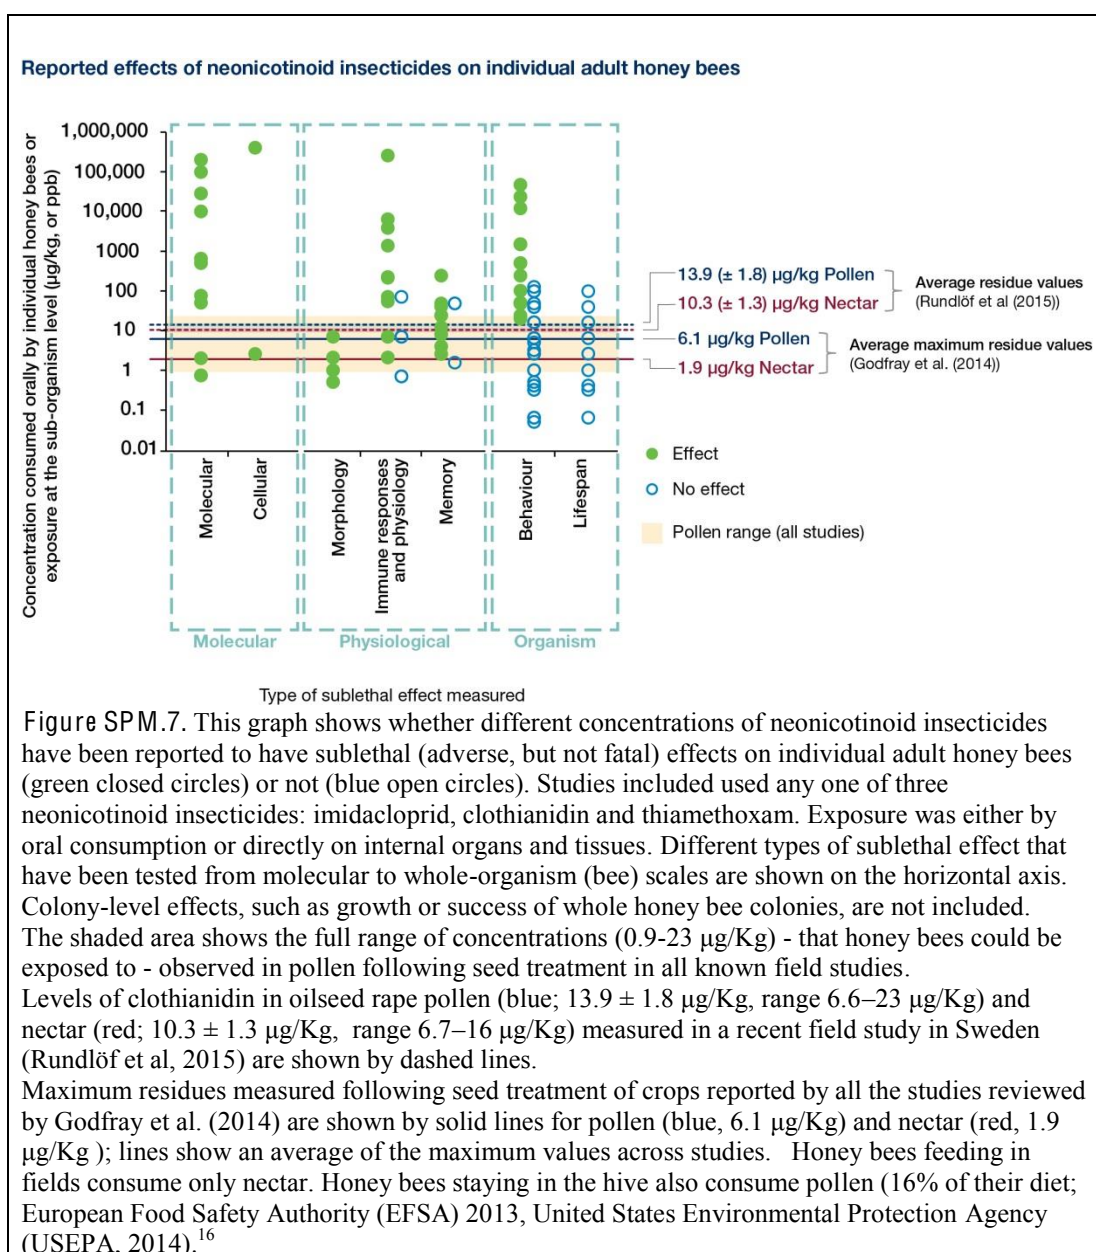 Reported effects of neonicotinoid insecticides on individual adult honey bees
Concentration consumed orally by individual honey bees or
exposure at the sub-organism level (µg/kg, or ppb)
1,000,000
100,000
10,000
1000
100
10
1
0.1
0.01
13.9 (± 1.8) µg/kg Pollen
10.3 (± 1.3) µg/kg Nectar
Average residue values
(Rundlöf et al (2015))
6.1 µg/kg Pollen
1.9 µg/kg Nectar
Average maximum residue values
(Godfray et al. (2014))
Effect
No effect
Pollen range (all studies)
Molecular
Cellular
Morphology
Immune responses
and physiology
Memory
Behaviour
Lifespan
Molecular
Physiological
Organism
Type of sublethal effect measured
Figure SPM.7. This graph shows whether different concentrations of neonicotinoid insecticides
have been reported to have sublethal (adverse, but not fatal) effects on individual adult honey bees
(green closed circles) or not (blue open circles). Studies included used any one of three
neonicotinoid insecticides: imidacloprid, clothianidin and thiamethoxam. Exposure was either by
oral consumption or directly on internal organs and tissues. Different types of sublethal effect that
have been tested from molecular to whole-organism (bee) scales are shown on the horizontal axis.
Colony-level effects, such as growth or success of whole honey bee colonies, are not included.
The shaded area shows the full range of concentrations (0.9-23 µg/Kg) - that honey bees could be
exposed to - observed in pollen following seed treatment in all known field studies.
Levels of clothianidin in oilseed rape pollen (blue; 13.9 ± 1.8 µg/Kg, range 6.6–23 µg/Kg) and
nectar (red; 10.3 ± 1.3 µg/Kg, range 6.7–16 µg/Kg) measured in a recent field study in Sweden
(Rundlöf et al, 2015) are shown by dashed lines.
Maximum residues measured following seed treatment of crops reported by all the studies reviewed
by Godfray et al. (2014) are shown by solid lines for pollen (blue, 6.1 µg/Kg) and nectar (red, 1.9
µg/Kg ); lines show an average of the maximum values across studies. Honey bees feeding in
fields consume only nectar. Honey bees staying in the hive also consume pollen (16% of their diet;
European Food Safety Authority (EFSA) 2013, United States Environmental Protection Agency
(USEPA, 2014).16